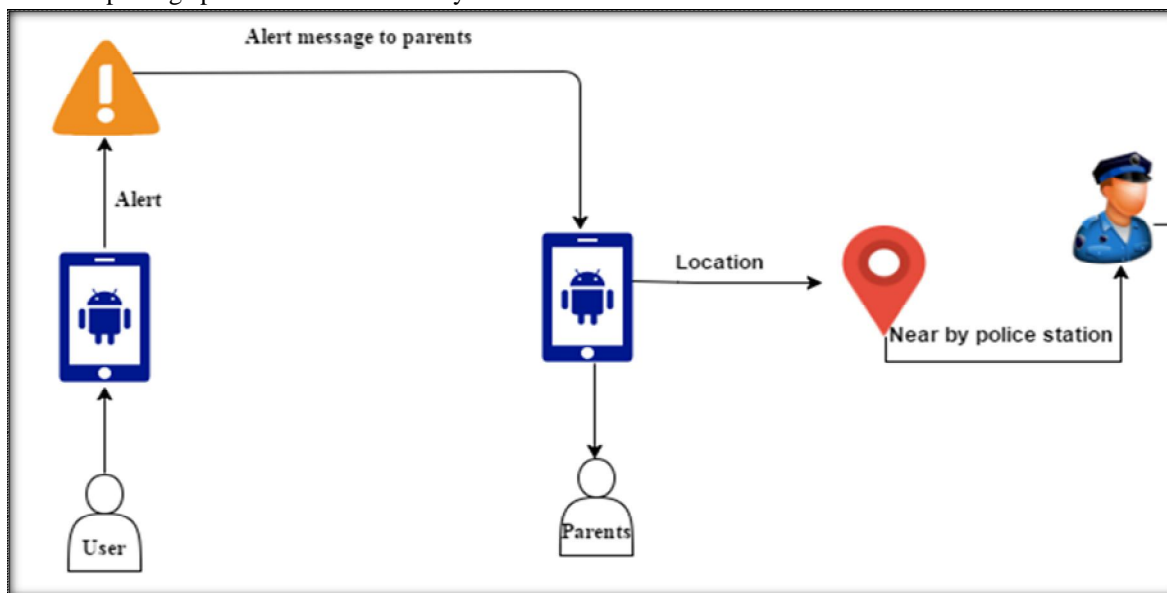 Alert message to parents
Alert
Location
Near by police station
Parents
User